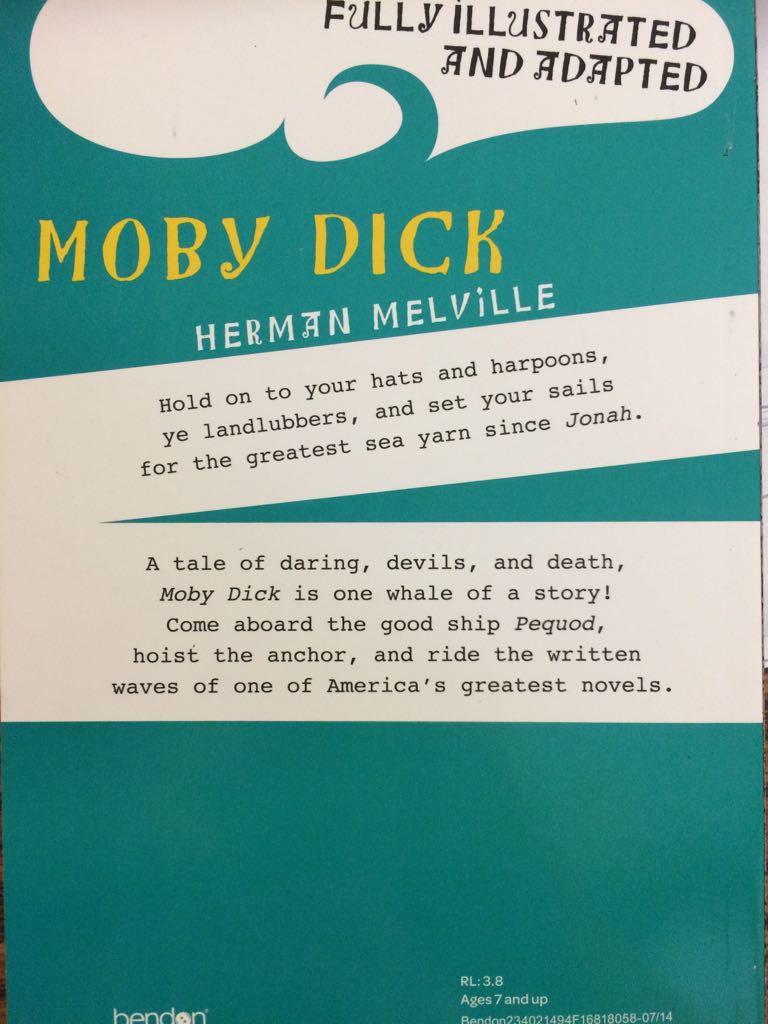 FULLY ILLUSTRATED
AND ADAPTED
MOBY DICK
HERMAN MELVILLE
Hold on to your hats and harpoons,
ye landlubbers, and set your sails
for the greatest sea yarn since Jonah.
A tale of daring, devils, and death,
Moby Dick is one whale of a story!
Come aboard the good ship Pequod,
hoist the anchor, and ride the written
waves of one of America's greatest novels.
RL: 3.8
Ages 7 and up
bendon®
Bendon234021494F16818058-07/14